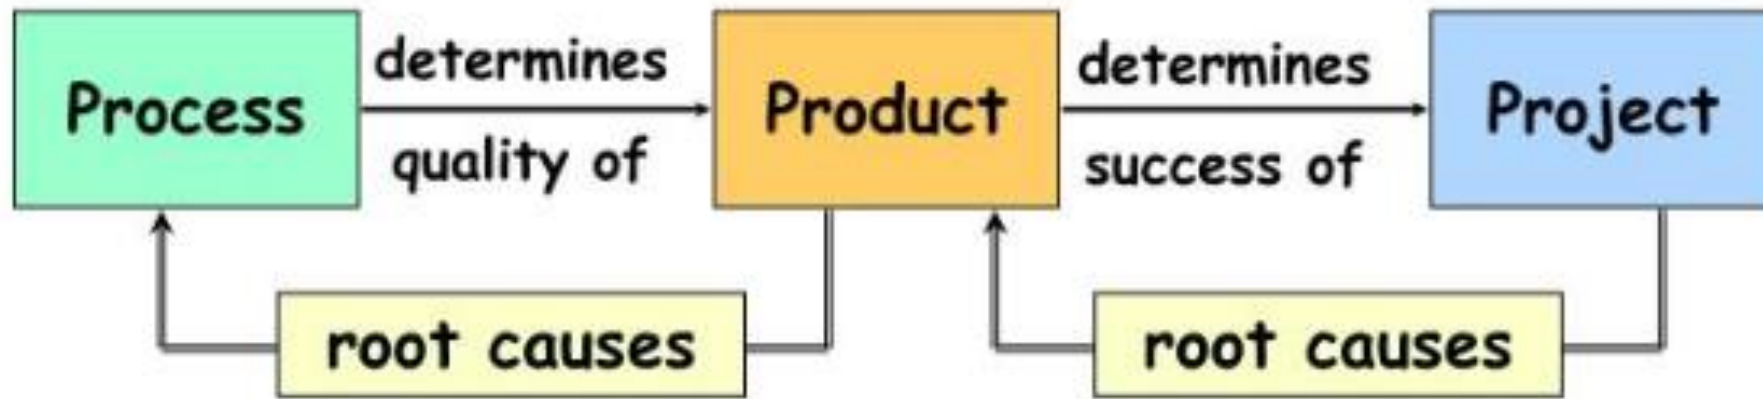 Process
determines
quality of
Product
determines
success of
Project
root causes
root causes